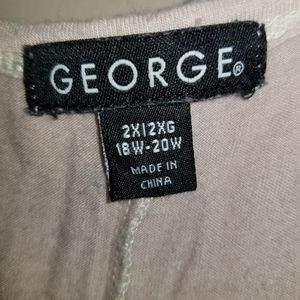 GEORGE®
2X|2XG
18W-20W
MADE IN
CHINA